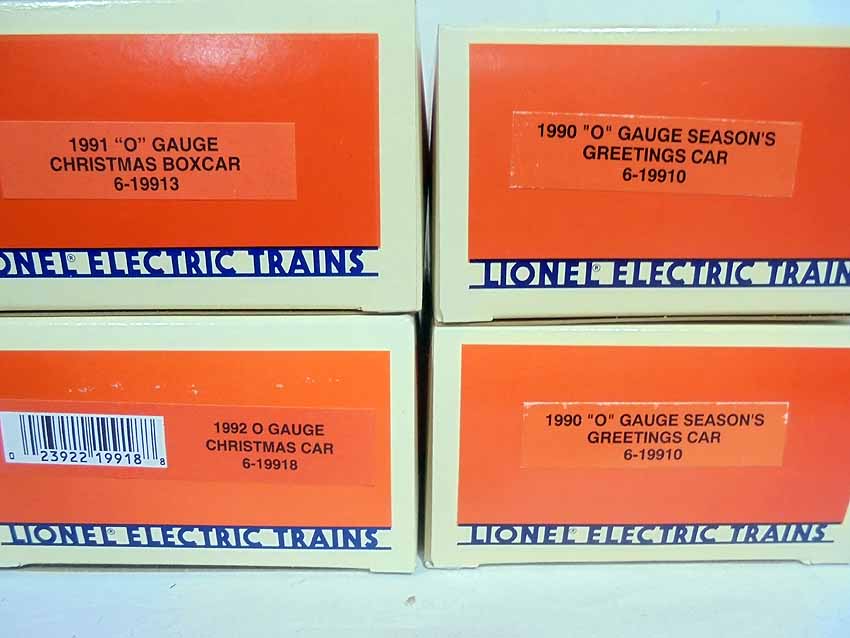 1991 “O” GAUGE
CHRISTMAS BOXCAR
6-19913
ONEL® ELECTRIC TRAINS
1990 "O" GAUGE SEASON'S
GREETINGS CAR
6-19910
LIONEL® ELECTRIC TRAIN
0 23922 19918 8
1992 O GAUGE
CHRISTMAS CAR
6-19918
LIONEL® ELECTRIC TRAINS
1990 "O" GAUGE SEASON'S
GREETINGS CAR
6-19910
LIONEL® ELECTRIC TRAINS